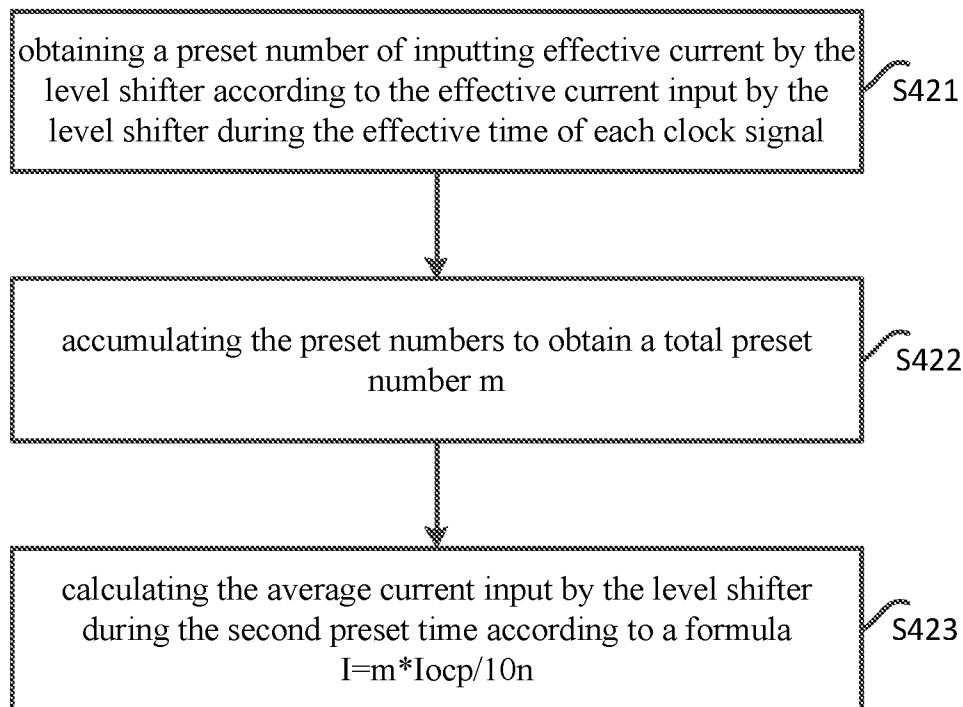 obtaining a preset number of inputting effective current by the
level shifter according to the effective current input by the
level shifter during the effective time of each clock signal
S421
accumulating the preset numbers to obtain a total preset
number m
S422
calculating the average current input by the level shifter
during the second preset time according to a formula
I=m*Iocp/10n
S423